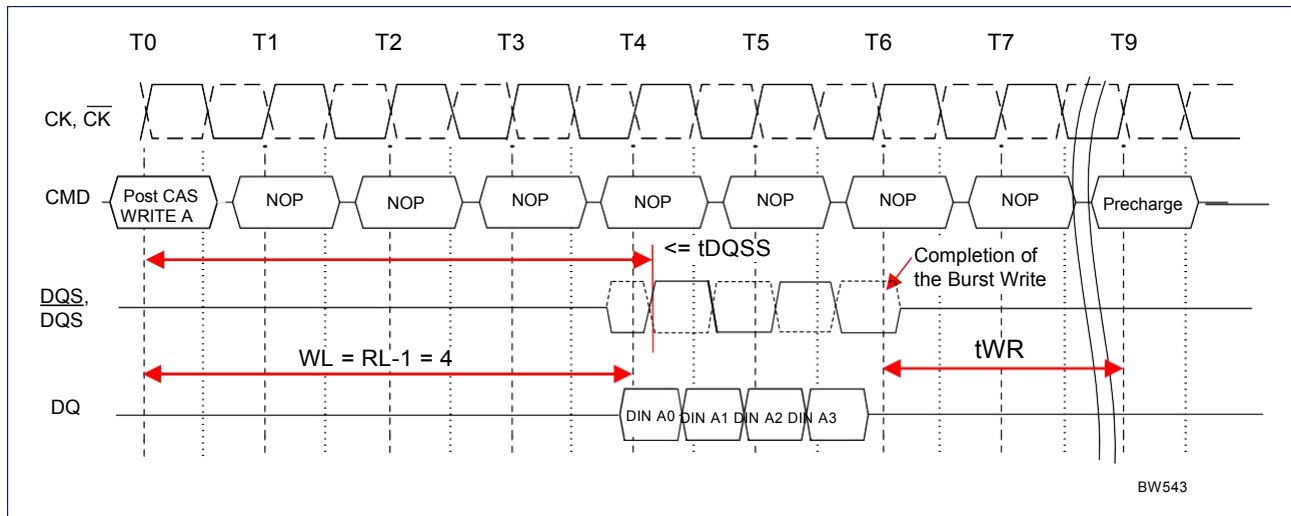 T0 T1 T2 T3 T4 T5 T6 T7 T9
CK, CK
CMD Post CAS NOP NOP NOP NOP NOP NOP NOP Precharge
WRITE A
<= tDQSS
Completion of
the Burst Write
DQS,
DQS
WL = RL-1 = 4
tWR
DQ DIN A0 DIN A1 DIN A2 DIN A3
BW543